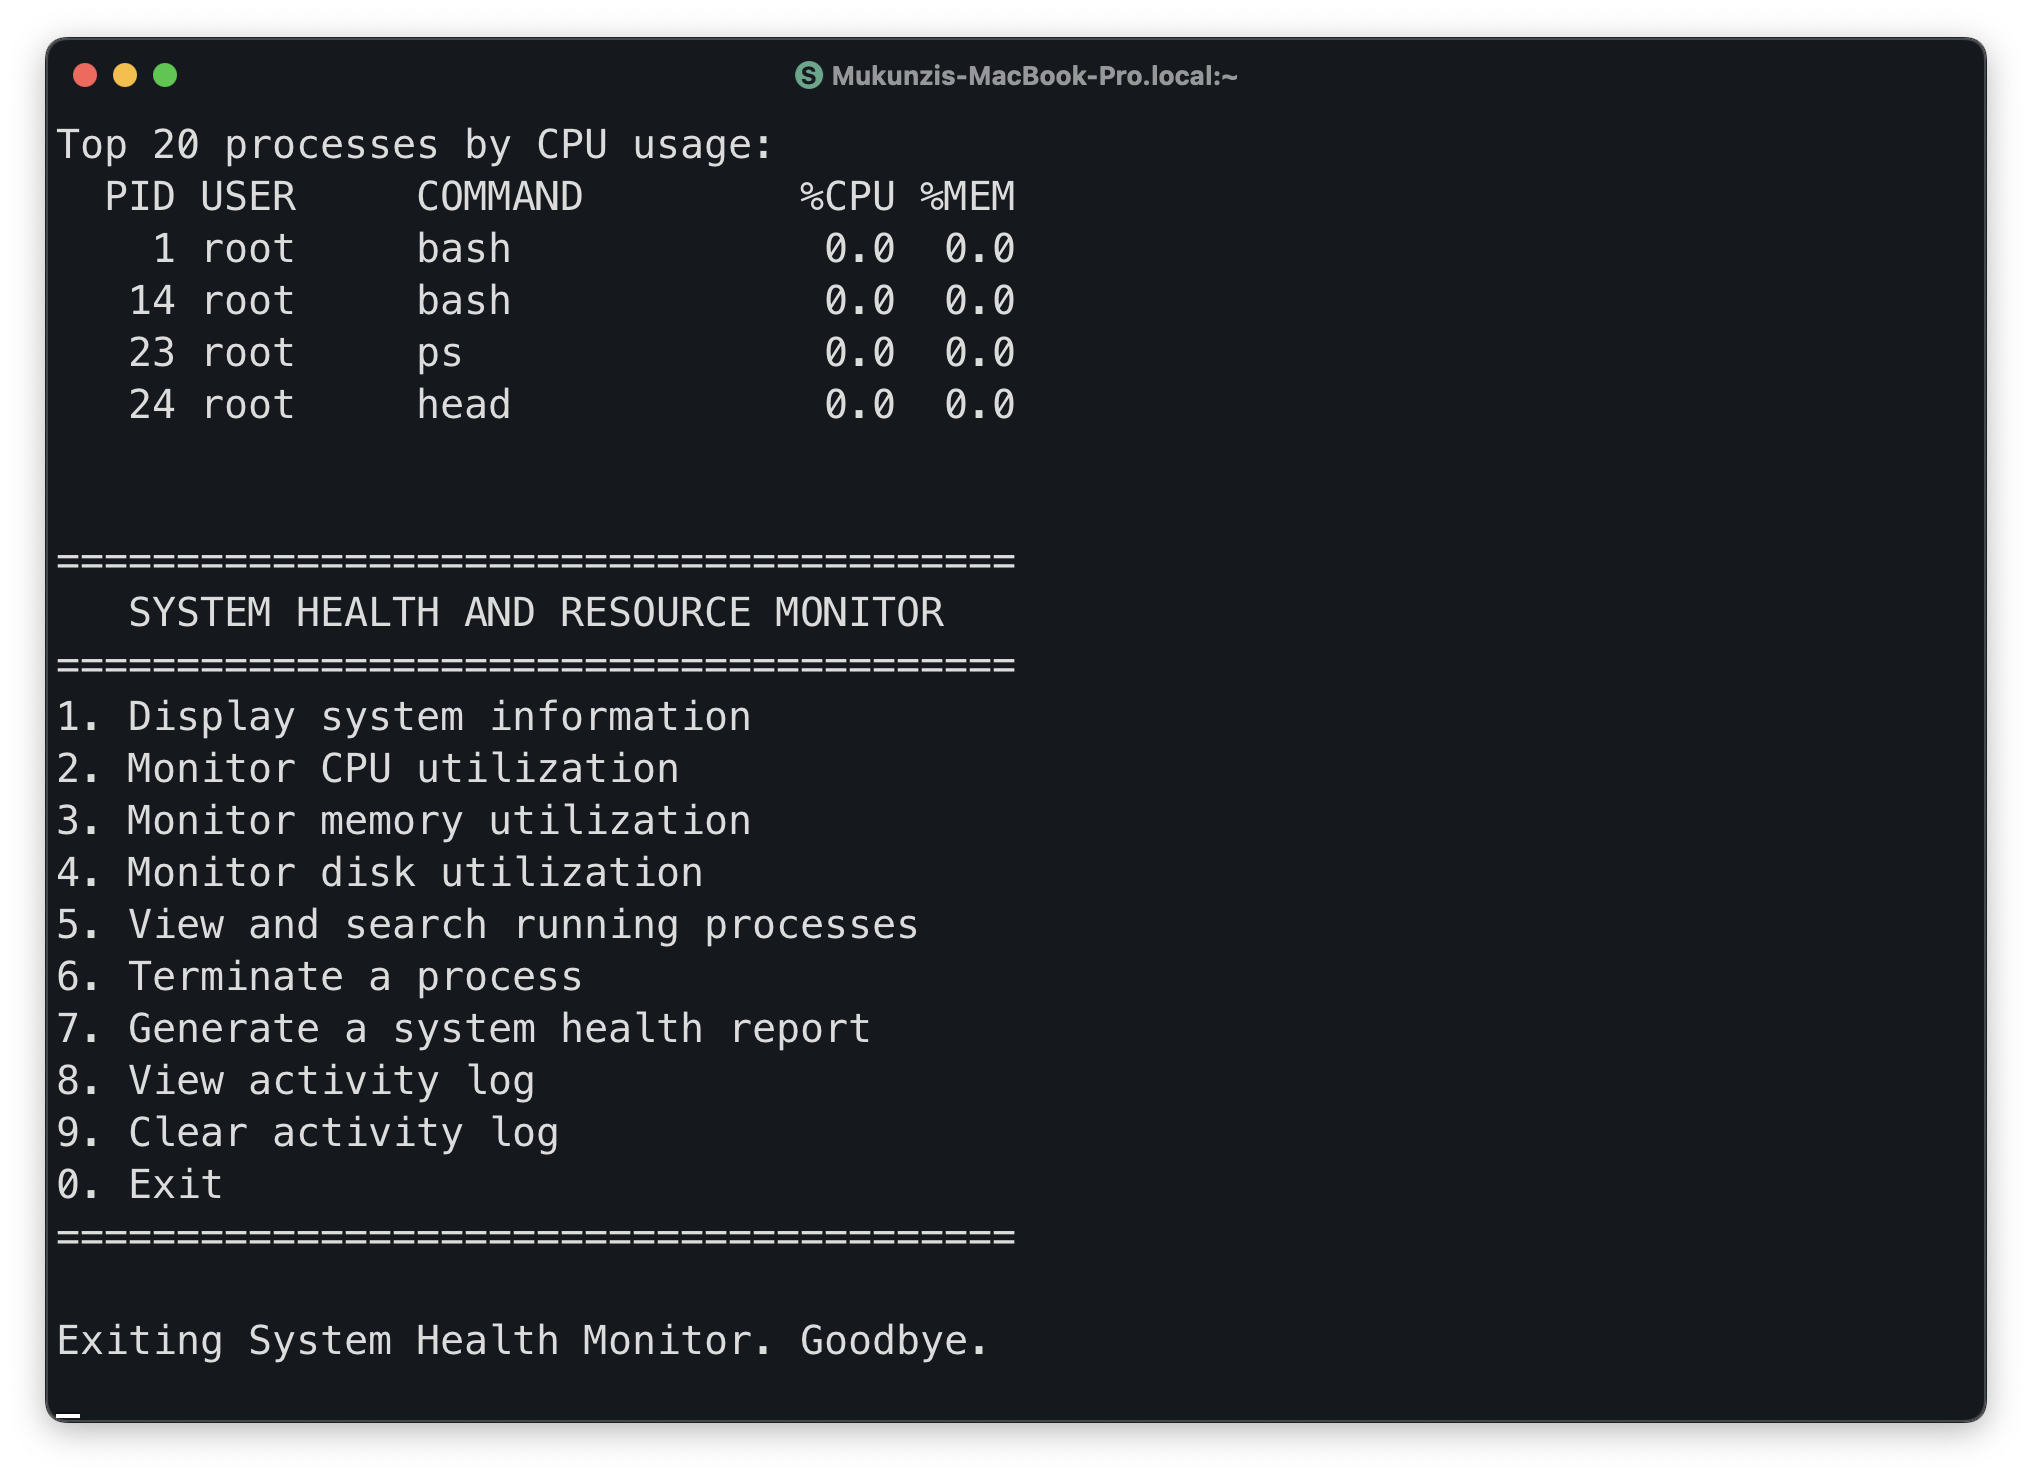 S Mukunzis-MacBook-Pro.local:~
Top 20 processes by CPU usage:
  PID USER     COMMAND         %CPU %MEM
    1 root     bash             0.0  0.0
   14 root     bash             0.0  0.0
   23 root     ps               0.0  0.0
   24 root     head             0.0  0.0
========================================
   SYSTEM HEALTH AND RESOURCE MONITOR
========================================
1. Display system information
2. Monitor CPU utilization
3. Monitor memory utilization
4. Monitor disk utilization
5. View and search running processes
6. Terminate a process
7. Generate a system health report
8. View activity log
9. Clear activity log
0. Exit
========================================
Exiting System Health Monitor. Goodbye.